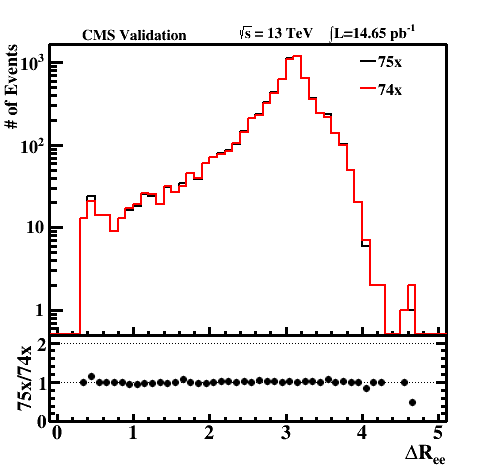 CMS Validation √s = 13 TeV ∫L=14.65 pb⁻¹
# of Events
10³
10²
10
1
75x
74x
75x/74x
2
1
0
0 1 2 3 4 5
ΔRₑₑ